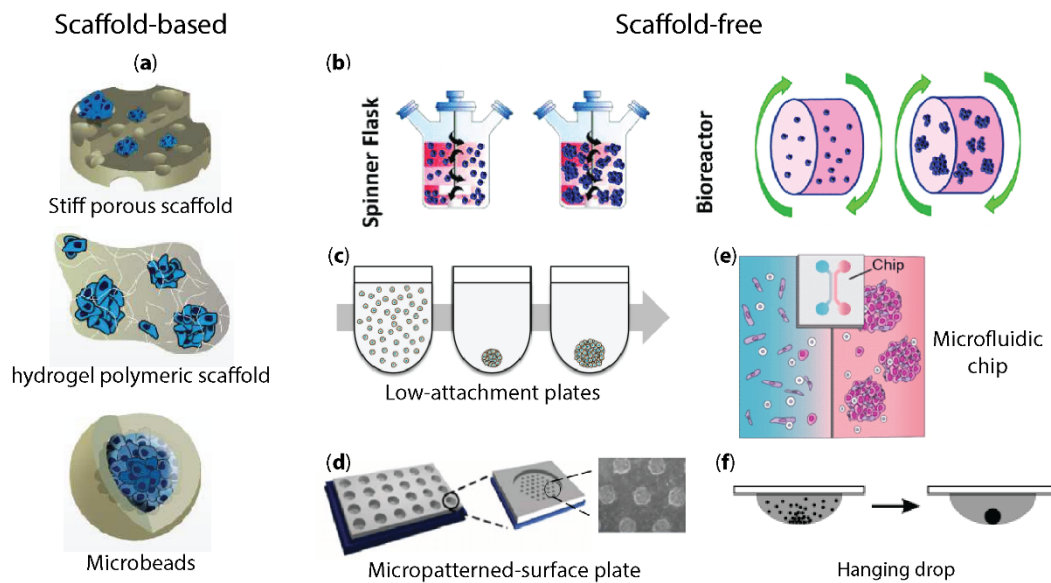 Scaffold-based
Scaffold-free
(a)
Stiff porous scaffold
hydrogel polymeric scaffold
Microbeads
(b)
Spinner Flask
Bioreactor
(c)
Low-attachment plates
(e)
Chip
Microfluidic
chip
(d)
Micropatterned-surface plate
(f)
Hanging drop